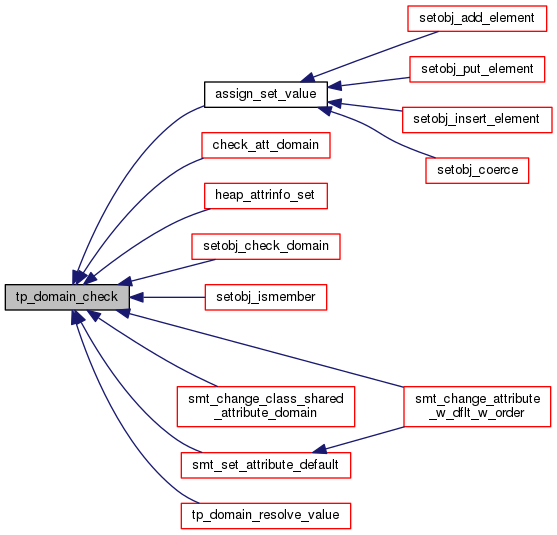 setobj_add_element
setobj_put_element
assign_set_value
setobj_insert_element
check_att_domain
setobj_coerce
heap_attrinfo_set
setobj_check_domain
tp_domain_check
setobj_ismember
smt_change_class_shared
_attribute_domain
smt_change_attribute
_w_dflt_w_order
smt_set_attribute_default
tp_domain_resolve_value